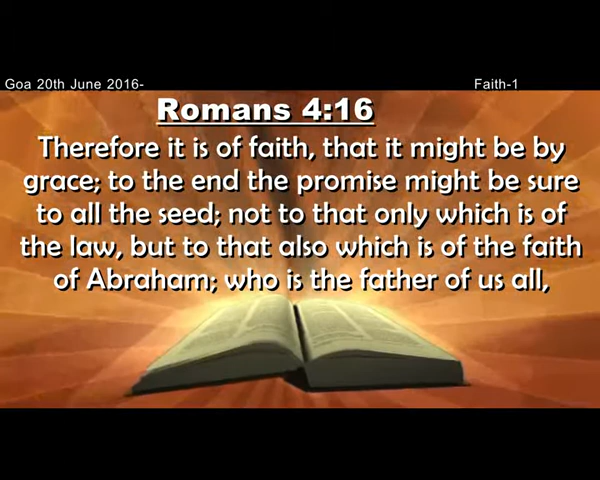 Goa 20th June 2016-
Faith-1
Romans 4:16
Therefore it is of faith, that it might be by
grace; to the end the promise might be sure
to all the seed; not to that only which is of
the law, but to that also which is of the faith
of Abraham; who is the father of us all,